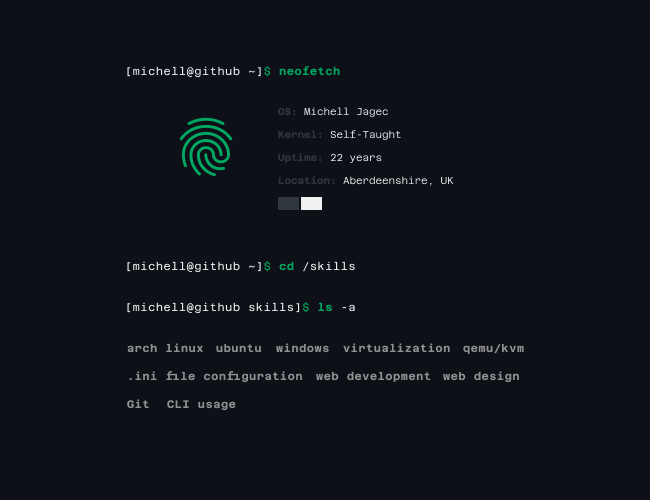 [michell@github ~]$ neofetch
OS: Michell Jagec
Kernel: Self-Taught
Uptime: 22 years
Location: Aberdeenshire, UK
[michell@github ~]$ cd /skills
[michell@github skills]$ ls -a
arch linux ubuntu windows virtualization qemu/kvm
.ini file configuration web development web design
Git CLI usage